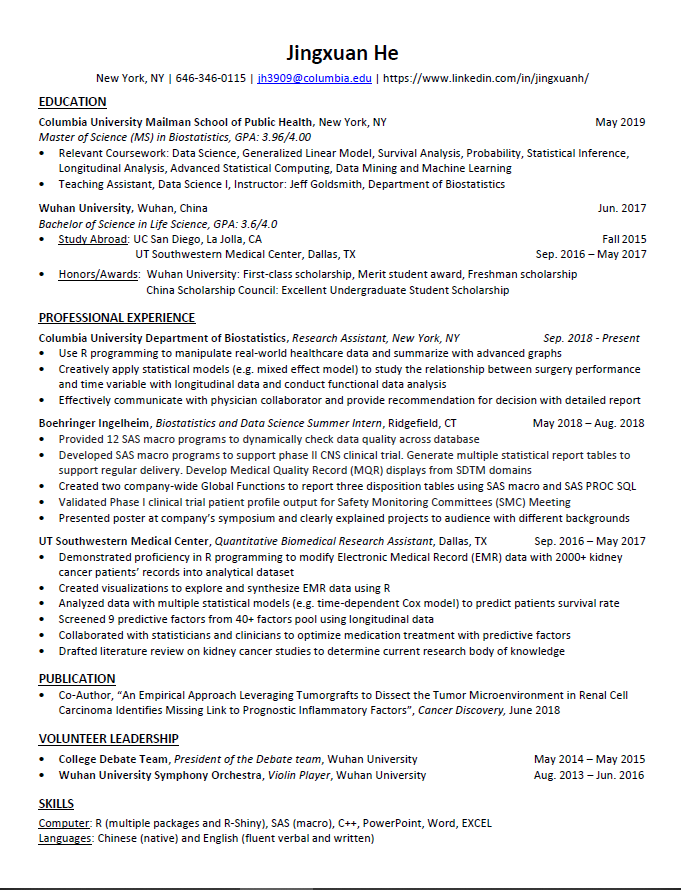 Jingxuan He
New York, NY | 646-346-0115 | jh3909@columbia.edu | https://www.linkedin.com/in/jingxuanh/
EDUCATION
Columbia University Mailman School of Public Health, New York, NY May 2019
Master of Science (MS) in Biostatistics, GPA: 3.96/4.00
• Relevant Coursework: Data Science, Generalized Linear Model, Survival Analysis, Probability, Statistical Inference,
Longitudinal Analysis, Advanced Statistical Computing, Data Mining and Machine Learning
• Teaching Assistant, Data Science I, Instructor: Jeff Goldsmith, Department of Biostatistics
Wuhan University, Wuhan, China Jun. 2017
Bachelor of Science in Life Science, GPA: 3.6/4.0
• Study Abroad: UC San Diego, La Jolla, CA Fall 2015
UT Southwestern Medical Center, Dallas, TX Sep. 2016 – May 2017
• Honors/Awards: Wuhan University: First-class scholarship, Merit student award, Freshman scholarship
China Scholarship Council: Excellent Undergraduate Student Scholarship
PROFESSIONAL EXPERIENCE
Columbia University Department of Biostatistics, Research Assistant, New York, NY Sep. 2018 - Present
• Use R programming to manipulate real-world healthcare data and summarize with advanced graphs
• Creatively apply statistical models (e.g. mixed effect model) to study the relationship between surgery performance
and time variable with longitudinal data and conduct functional data analysis
• Effectively communicate with physician collaborator and provide recommendation for decision with detailed report
Boehringer Ingelheim, Biostatistics and Data Science Summer Intern, Ridgefield, CT May 2018 – Aug. 2018
• Provided 12 SAS macro programs to dynamically check data quality across database
• Developed SAS macro programs to support phase II CNS clinical trial. Generate multiple statistical report tables to
support regular delivery. Develop Medical Quality Record (MQR) displays from SDTM domains
• Created two company-wide Global Functions to report three disposition tables using SAS macro and SAS PROC SQL
• Validated Phase I clinical trial patient profile output for Safety Monitoring Committees (SMC) Meeting
• Presented poster at company's symposium and clearly explained projects to audience with different backgrounds
UT Southwestern Medical Center, Quantitative Biomedical Research Assistant, Dallas, TX Sep. 2016 – May 2017
• Demonstrated proficiency in R programming to modify Electronic Medical Record (EMR) data with 2000+ kidney
cancer patients' records into analytical dataset
• Created visualizations to explore and synthesize EMR data using R
• Analyzed data with multiple statistical models (e.g. time-dependent Cox model) to predict patients survival rate
• Screened 9 predictive factors from 40+ factors pool using longitudinal data
• Collaborated with statisticians and clinicians to optimize medication treatment with predictive factors
• Drafted literature review on kidney cancer studies to determine current research body of knowledge
PUBLICATION
• Co-Author, "An Empirical Approach Leveraging Tumorgrafts to Dissect the Tumor Microenvironment in Renal Cell
Carcinoma Identifies Missing Link to Prognostic Inflammatory Factors", Cancer Discovery, June 2018
VOLUNTEER LEADERSHIP
• College Debate Team, President of the Debate team, Wuhan University May 2014 – May 2015
• Wuhan University Symphony Orchestra, Violin Player, Wuhan University Aug. 2013 – Jun. 2016
SKILLS
Computer: R (multiple packages and R-Shiny), SAS (macro), C++, PowerPoint, Word, EXCEL
Languages: Chinese (native) and English (fluent verbal and written)